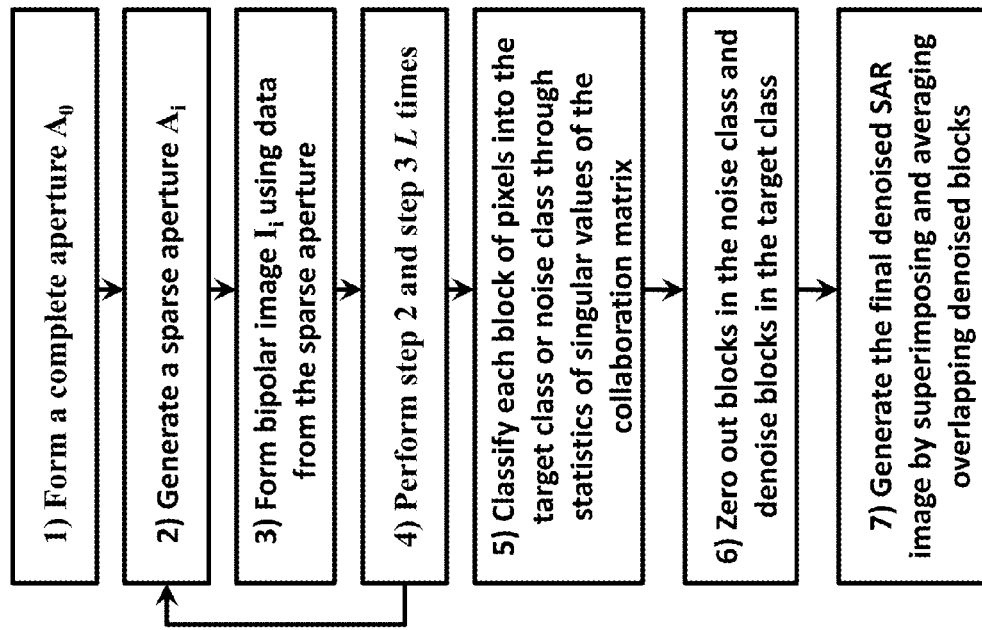 1) Form a complete aperture A₀
2) Generate a sparse aperture Aᵢ
3) Form bipolar image Iᵢ using data
from the sparse aperture
4) Perform step 2 and step 3 L times
5) Classify each block of pixels into the
target class or noise class through
statistics of singular values of the
collaboration matrix
6) Zero out blocks in the noise class and
denoise blocks in the target class
7) Generate the final denoised SAR
image by superimposing and averaging
overlapping denoised blocks